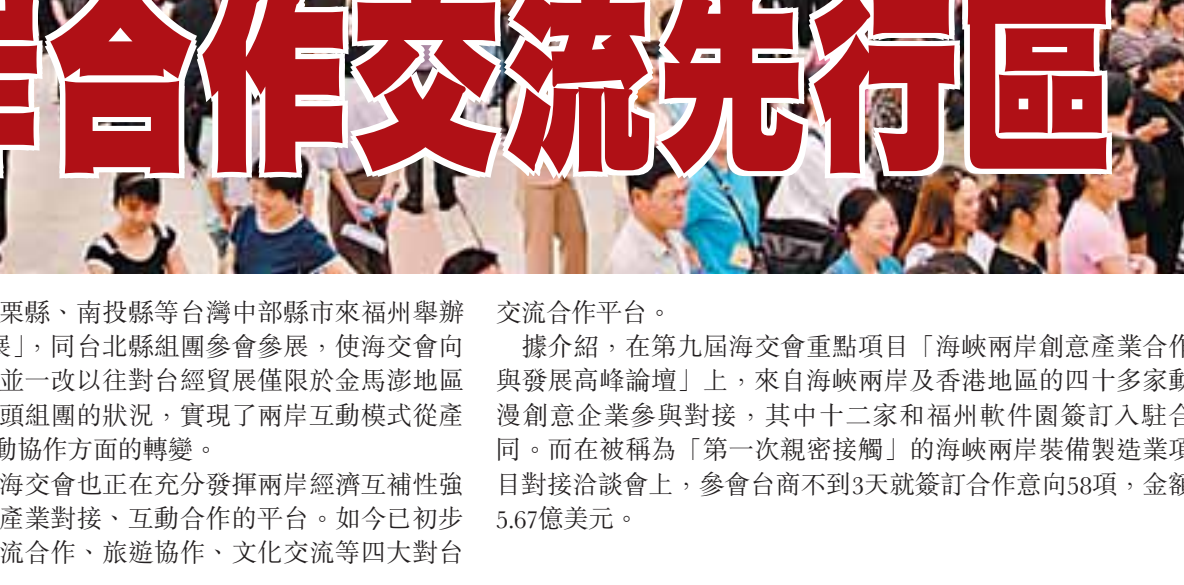 合作交流先行區
栗縣、南投縣等台灣中部縣市來福州舉辦
展」，同台北縣組團參會參展，使海交會向
並一改以往對台經貿展僅限於金馬澎地區
頭組團的狀況，實現了兩岸互動模式從產
動協作方面的轉變。
海交會也正在充分發揮兩岸經濟互補性強
產業對接、互動合作的平台。如今已初步
流合作、旅遊協作、文化交流等四大對台
交流合作平台。
據介紹，在第九屆海交會重點項目「海峽兩岸創意產業合作
與發展高峰論壇」上，來自海峽兩岸及香港地區的四十多家動
漫創意企業參與對接，其中十二家和福州軟件園簽訂入駐合
同。而在被稱為「第一次親密接觸」的海峽兩岸裝備製造業項
目對接洽談會上，參會台商不到3天就簽訂合作意向58項，金額
5.67億美元。